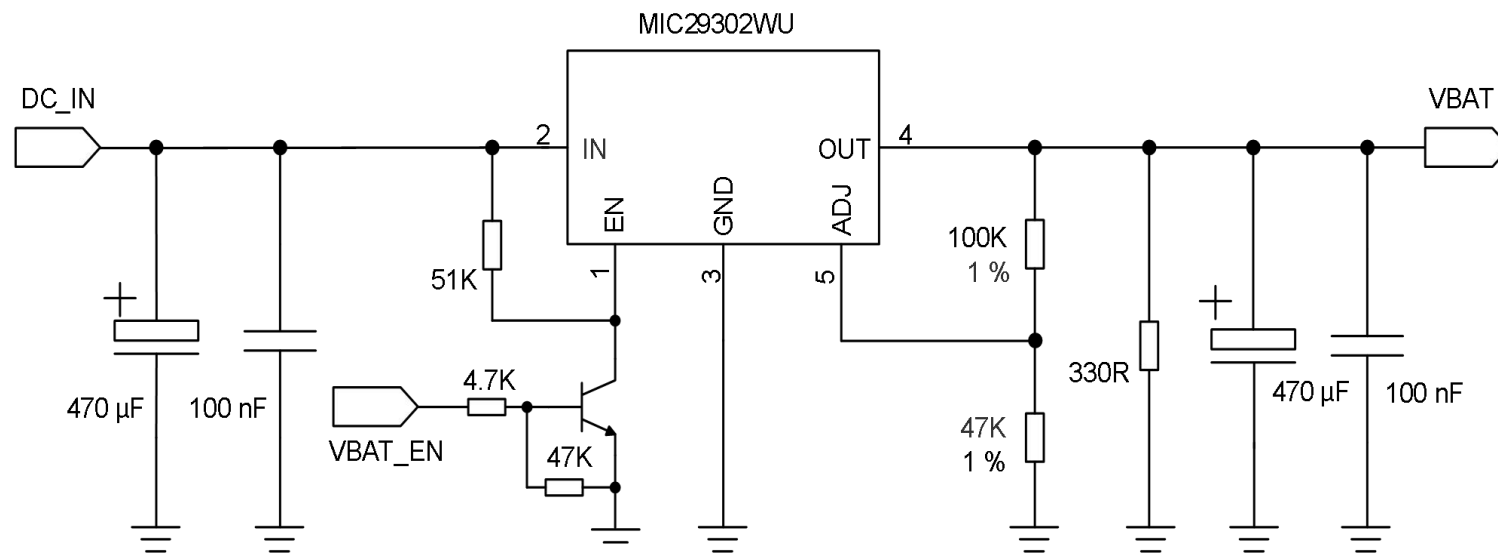 MIC29302WU
DC_IN
VBAT
2
IN
OUT
4
EN
GND
ADJ
1
3
5
51K
100K
1 %
470 µF
100 nF
4.7K
VBAT_EN
47K
47K
1 %
330R
470 µF
100 nF